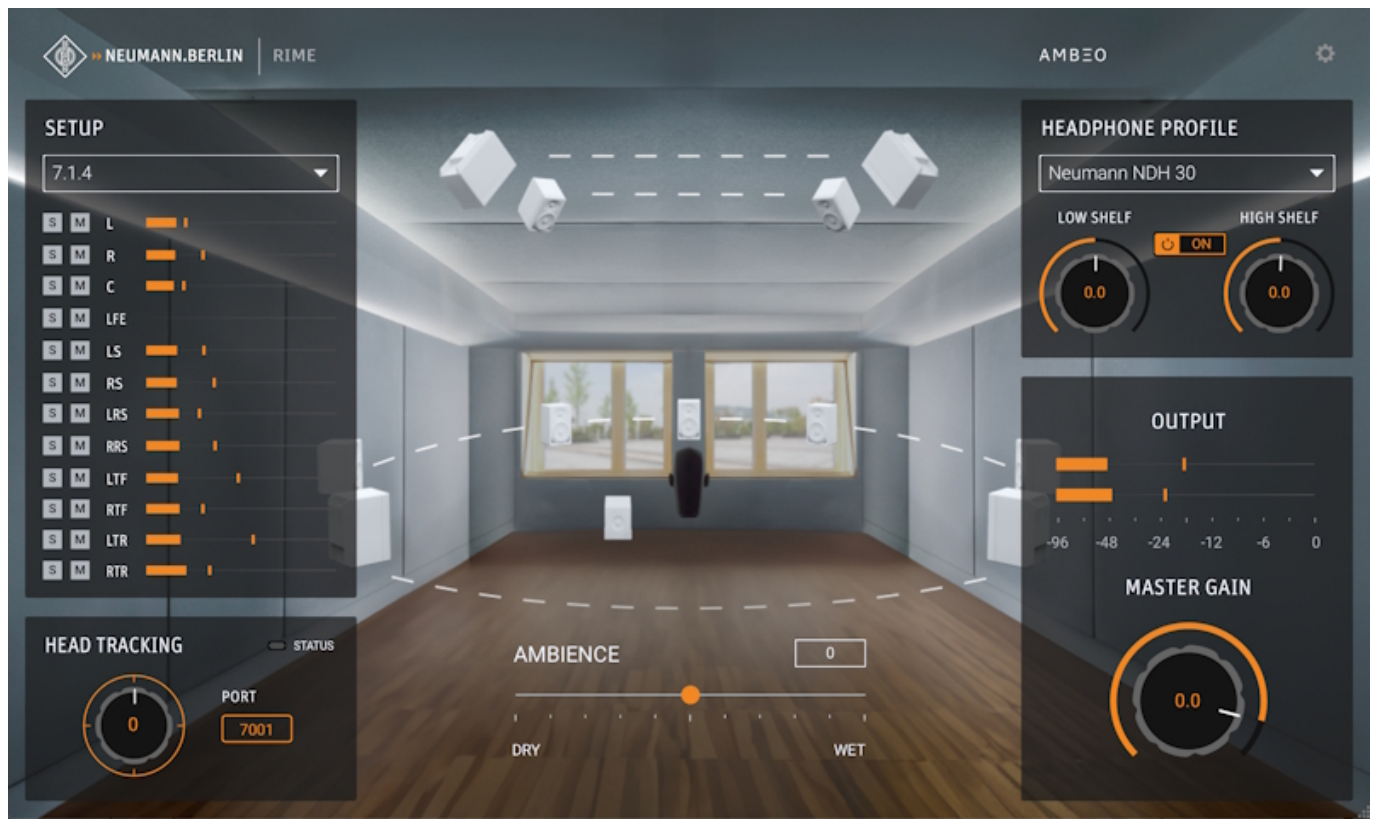 NEUMANN.BERLIN RIME
AMBEO
SETUP
7.1.4
S M L
S M R
S M C
S M LFE
S M LS
S M RS
S M LRS
S M RRS
S M LTF
S M RTF
S M LTR
S M RTR
HEAD TRACKING
STATUS
0
PORT
7001
AMBIENCE 0
DRY WET
HEADPHONE PROFILE
Neumann NDH 30
LOW SHELF HIGH SHELF
ON
0.0 0.0
OUTPUT
-96 -48 -24 -12 -6 0
MASTER GAIN
0.0